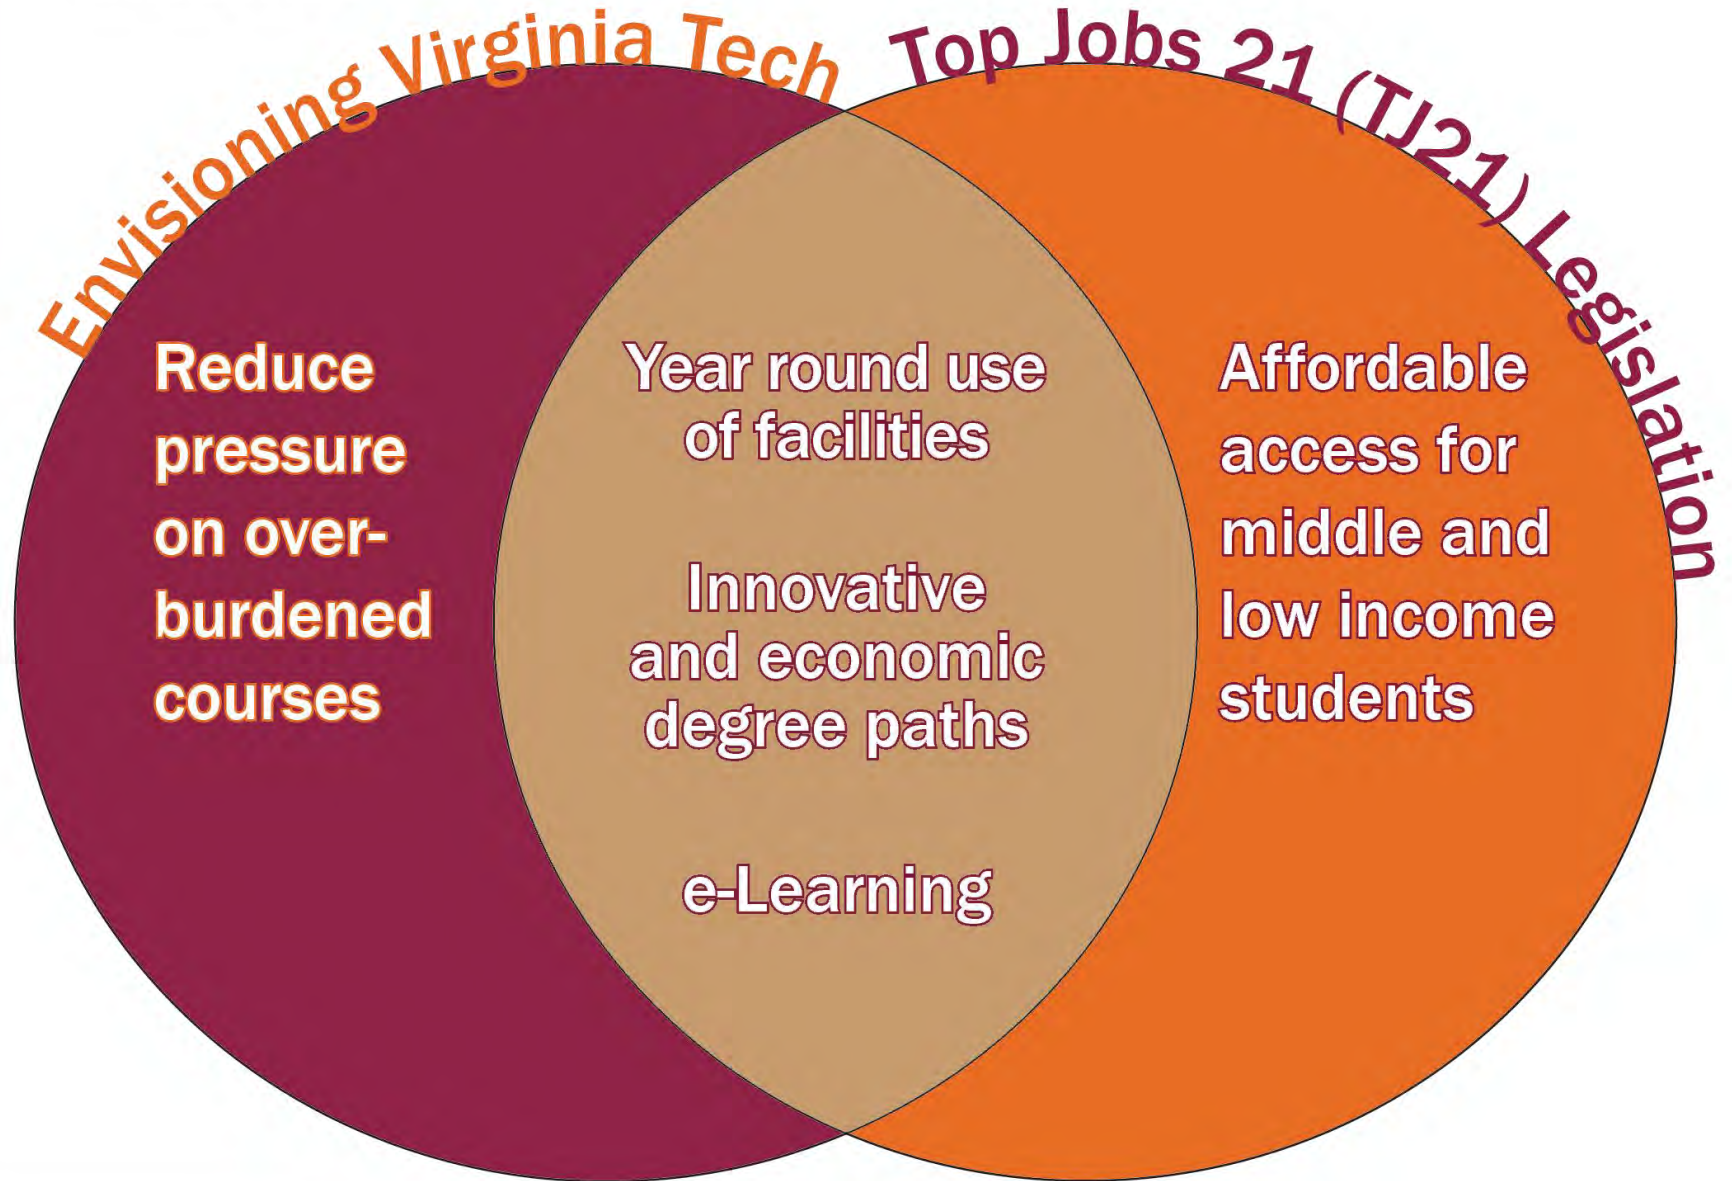 Envisioning Virginia Tech
Top Jobs 21 (TJ21) Legislation
Reduce
pressure
on over-
burdened
courses
Year round use
of facilities
Innovative
and economic
degree paths
e-Learning
Affordable
access for
middle and
low income
students